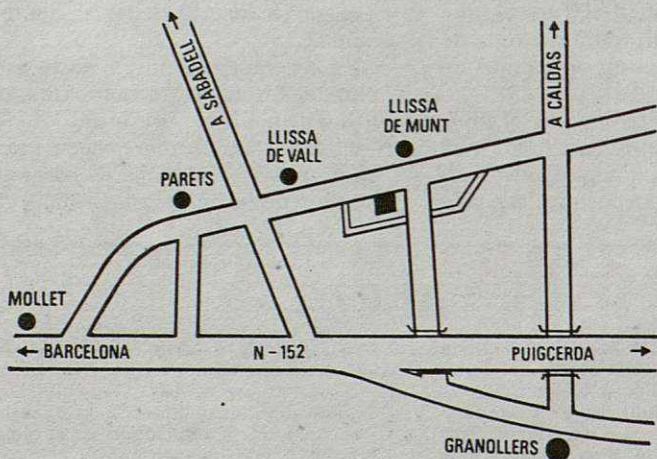 A SABADELL
A CALDAS
LLISSA
DE MUNT
LLISSA
DE VALL
PARETS
MOLLET
← BARCELONA
N-152
PUIGCERDA →
GRANOLLERS